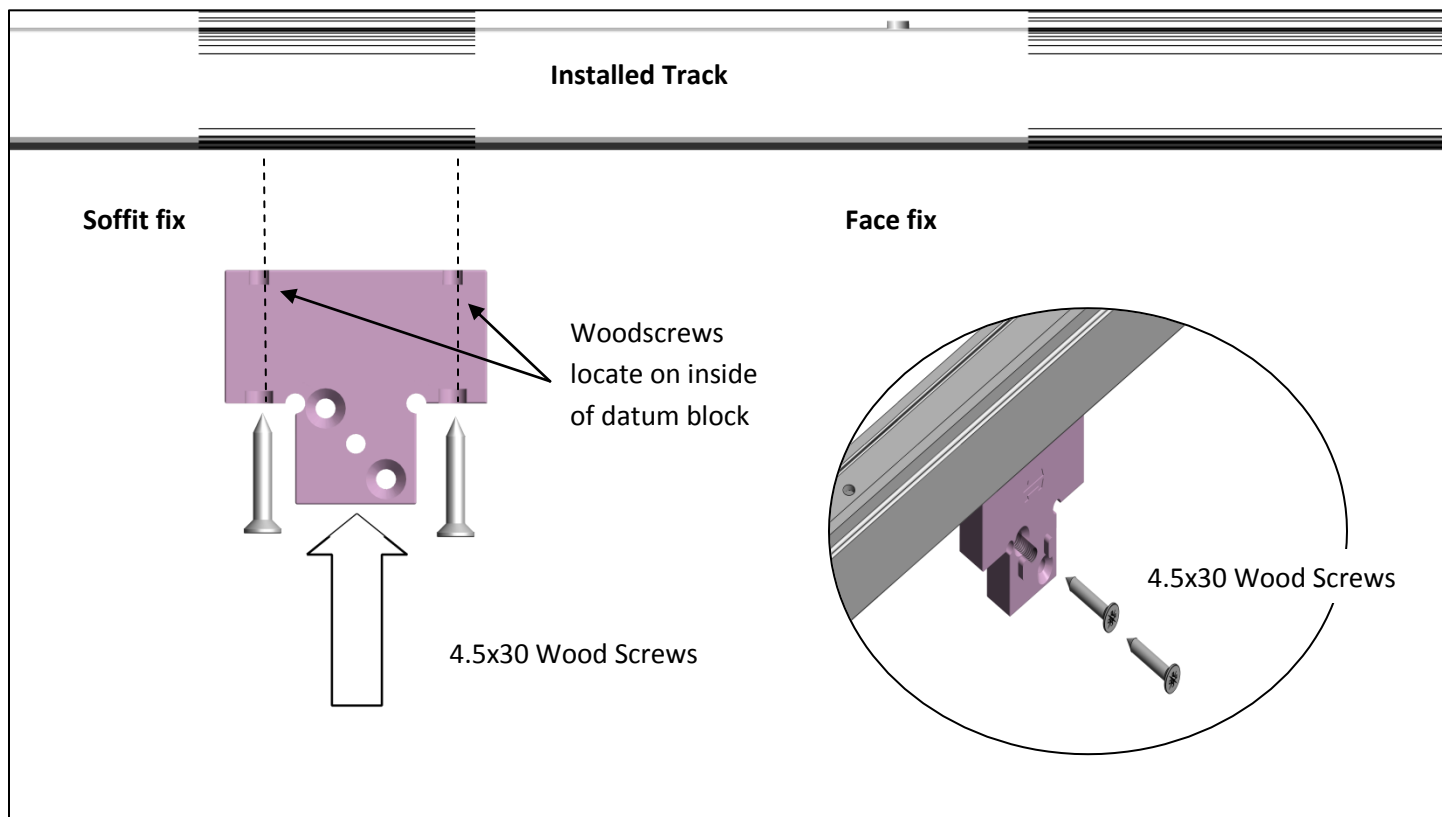 Installed Track
Soffit fix
Face fix
Woodscrews
locate on inside
of datum block
4.5x30 Wood Screws
4.5x30 Wood Screws